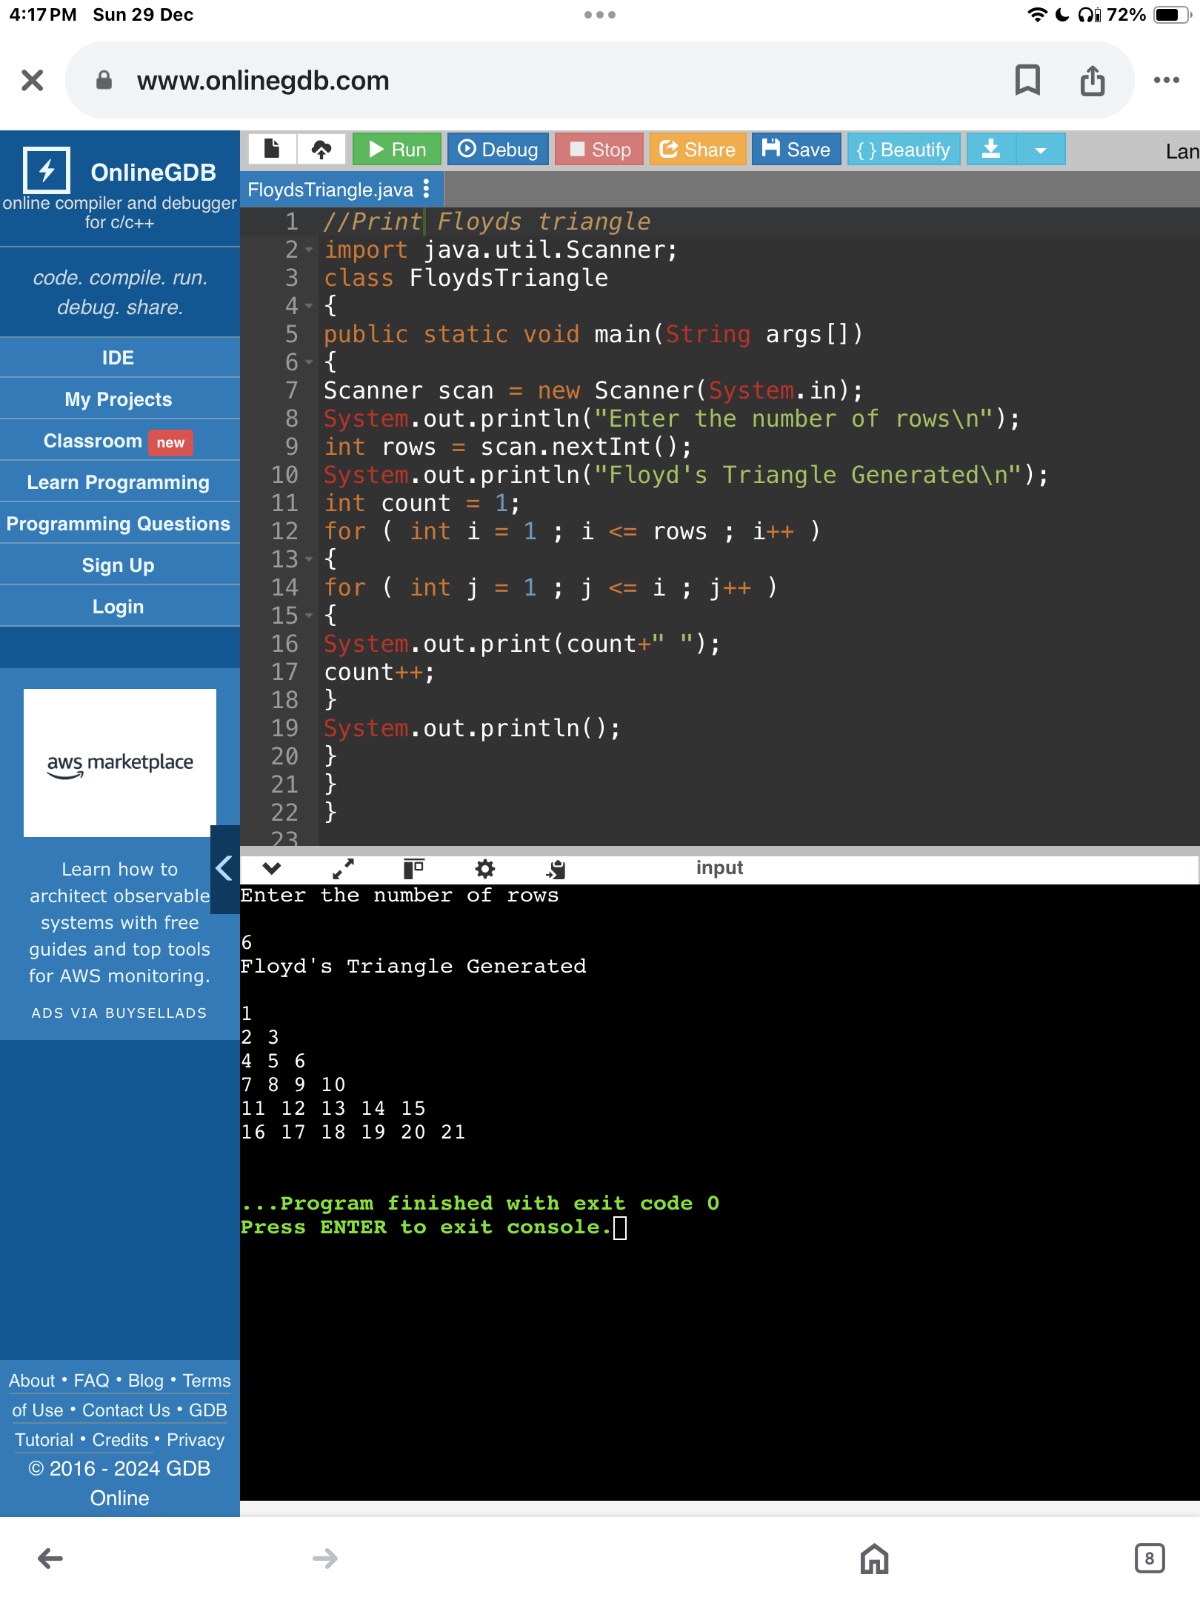 4:17 PM Sun 29 Dec
72%
www.onlinegdb.com
OnlineGDB
online compiler and debugger
for c/c++
code. compile. run.
debug. share.
IDE
My Projects
Classroom new
Learn Programming
Programming Questions
Sign Up
Login
aws marketplace
Learn how to
architect observable
systems with free
guides and top tools
for AWS monitoring.
ADS VIA BUYSELLADS
About • FAQ • Blog • Terms
of Use • Contact Us • GDB
Tutorial • Credits • Privacy
© 2016 - 2024 GDB
Online
Run Debug Stop Share Save { } Beautify Lan
FloydsTriangle.java
1 //Print Floyds triangle
2 import java.util.Scanner;
3 class FloydsTriangle
4 {
5 public static void main(String args[])
6 {
7 Scanner scan = new Scanner(System.in);
8 System.out.println("Enter the number of rows\n");
9 int rows = scan.nextInt();
10 System.out.println("Floyd's Triangle Generated\n");
11 int count = 1;
12 for ( int i = 1 ; i <= rows ; i++ )
13 {
14 for ( int j = 1 ; j <= i ; j++ )
15 {
16 System.out.print(count+" ");
17 count++;
18 }
19 System.out.println();
20 }
21 }
22 }
23
input
Enter the number of rows
6
Floyd's Triangle Generated
1
2 3
4 5 6
7 8 9 10
11 12 13 14 15
16 17 18 19 20 21
...Program finished with exit code 0
Press ENTER to exit console.
8